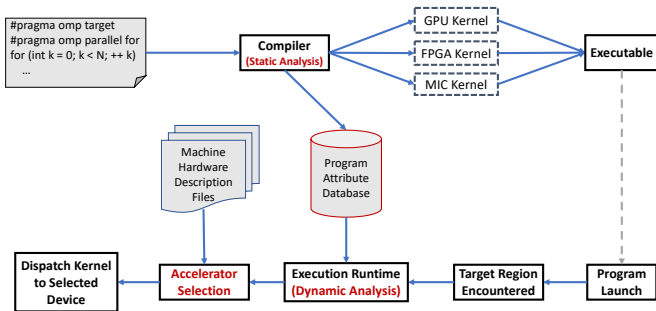 #pragma omp target
#pragma omp parallel for
for (int k = 0; k < N; ++ k)
...
Compiler
(Static Analysis)
GPU Kernel
FPGA Kernel
MIC Kernel
Executable
Machine
Hardware
Description
Files
Program
Attribute
Database
Dispatch Kernel
to Selected
Device
Accelerator
Selection
Execution Runtime
(Dynamic Analysis)
Target Region
Encountered
Program
Launch